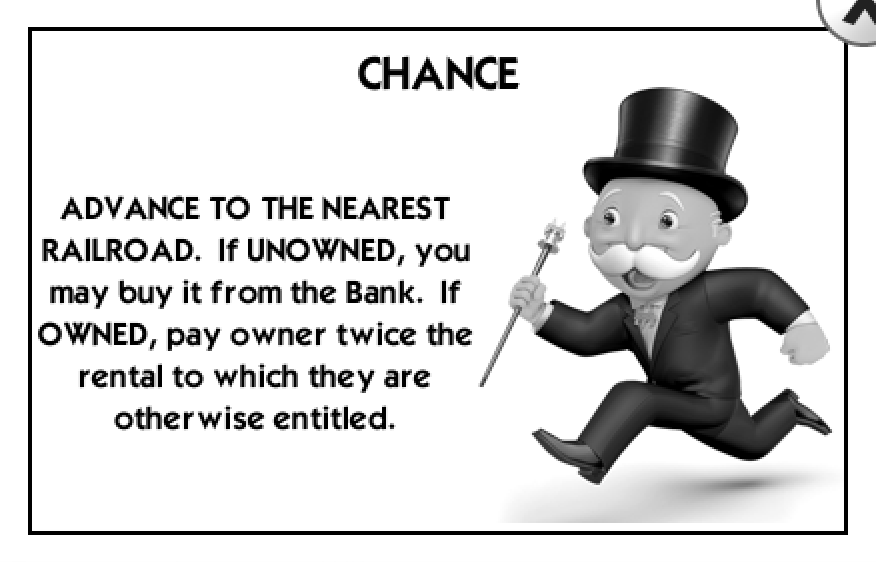 CHANCE
ADVANCE TO THE NEAREST
RAILROAD. If UNOWNED, you
may buy it from the Bank. If
OWNED, pay owner twice the
rental to which they are
otherwise entitled.